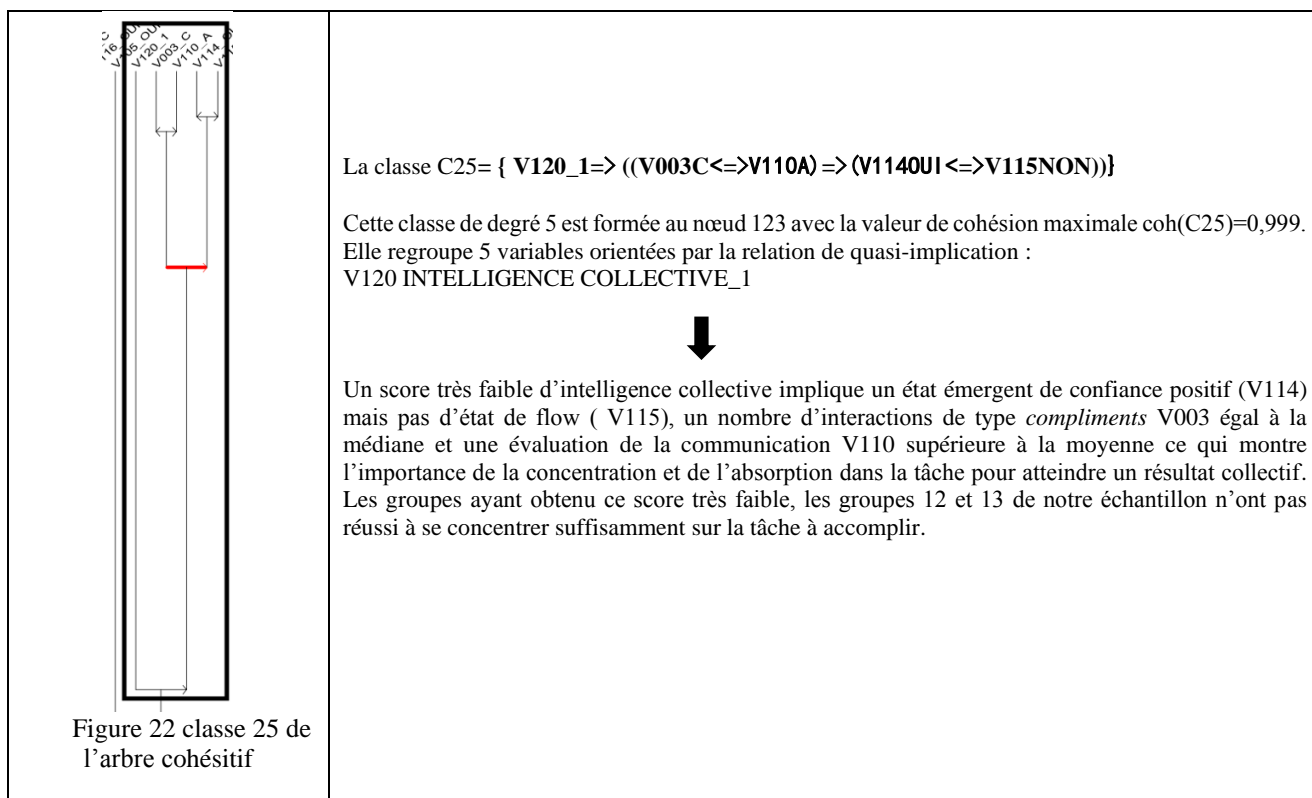 V105_OUI
V120_1
V003_C
V110_A
V114_
Figure 22 classe 25 de
l’arbre cohésitif
La classe C25= { V120_1=> ((V003C<=>V110A)=>(V114OUI<=>V115NON))}
Cette classe de degré 5 est formée au nœud 123 avec la valeur de cohésion maximale coh(C25)=0,999.
Elle regroupe 5 variables orientées par la relation de quasi-implication :
V120 INTELLIGENCE COLLECTIVE_1
Un score très faible d’intelligence collective implique un état émergent de confiance positif (V114)
mais pas d’état de flow ( V115), un nombre d’interactions de type compliments V003 égal à la
médiane et une évaluation de la communication V110 supérieure à la moyenne ce qui montre
l’importance de la concentration et de l’absorption dans la tâche pour atteindre un résultat collectif.
Les groupes ayant obtenu ce score très faible, les groupes 12 et 13 de notre échantillon n’ont pas
réussi à se concentrer suffisamment sur la tâche à accomplir.